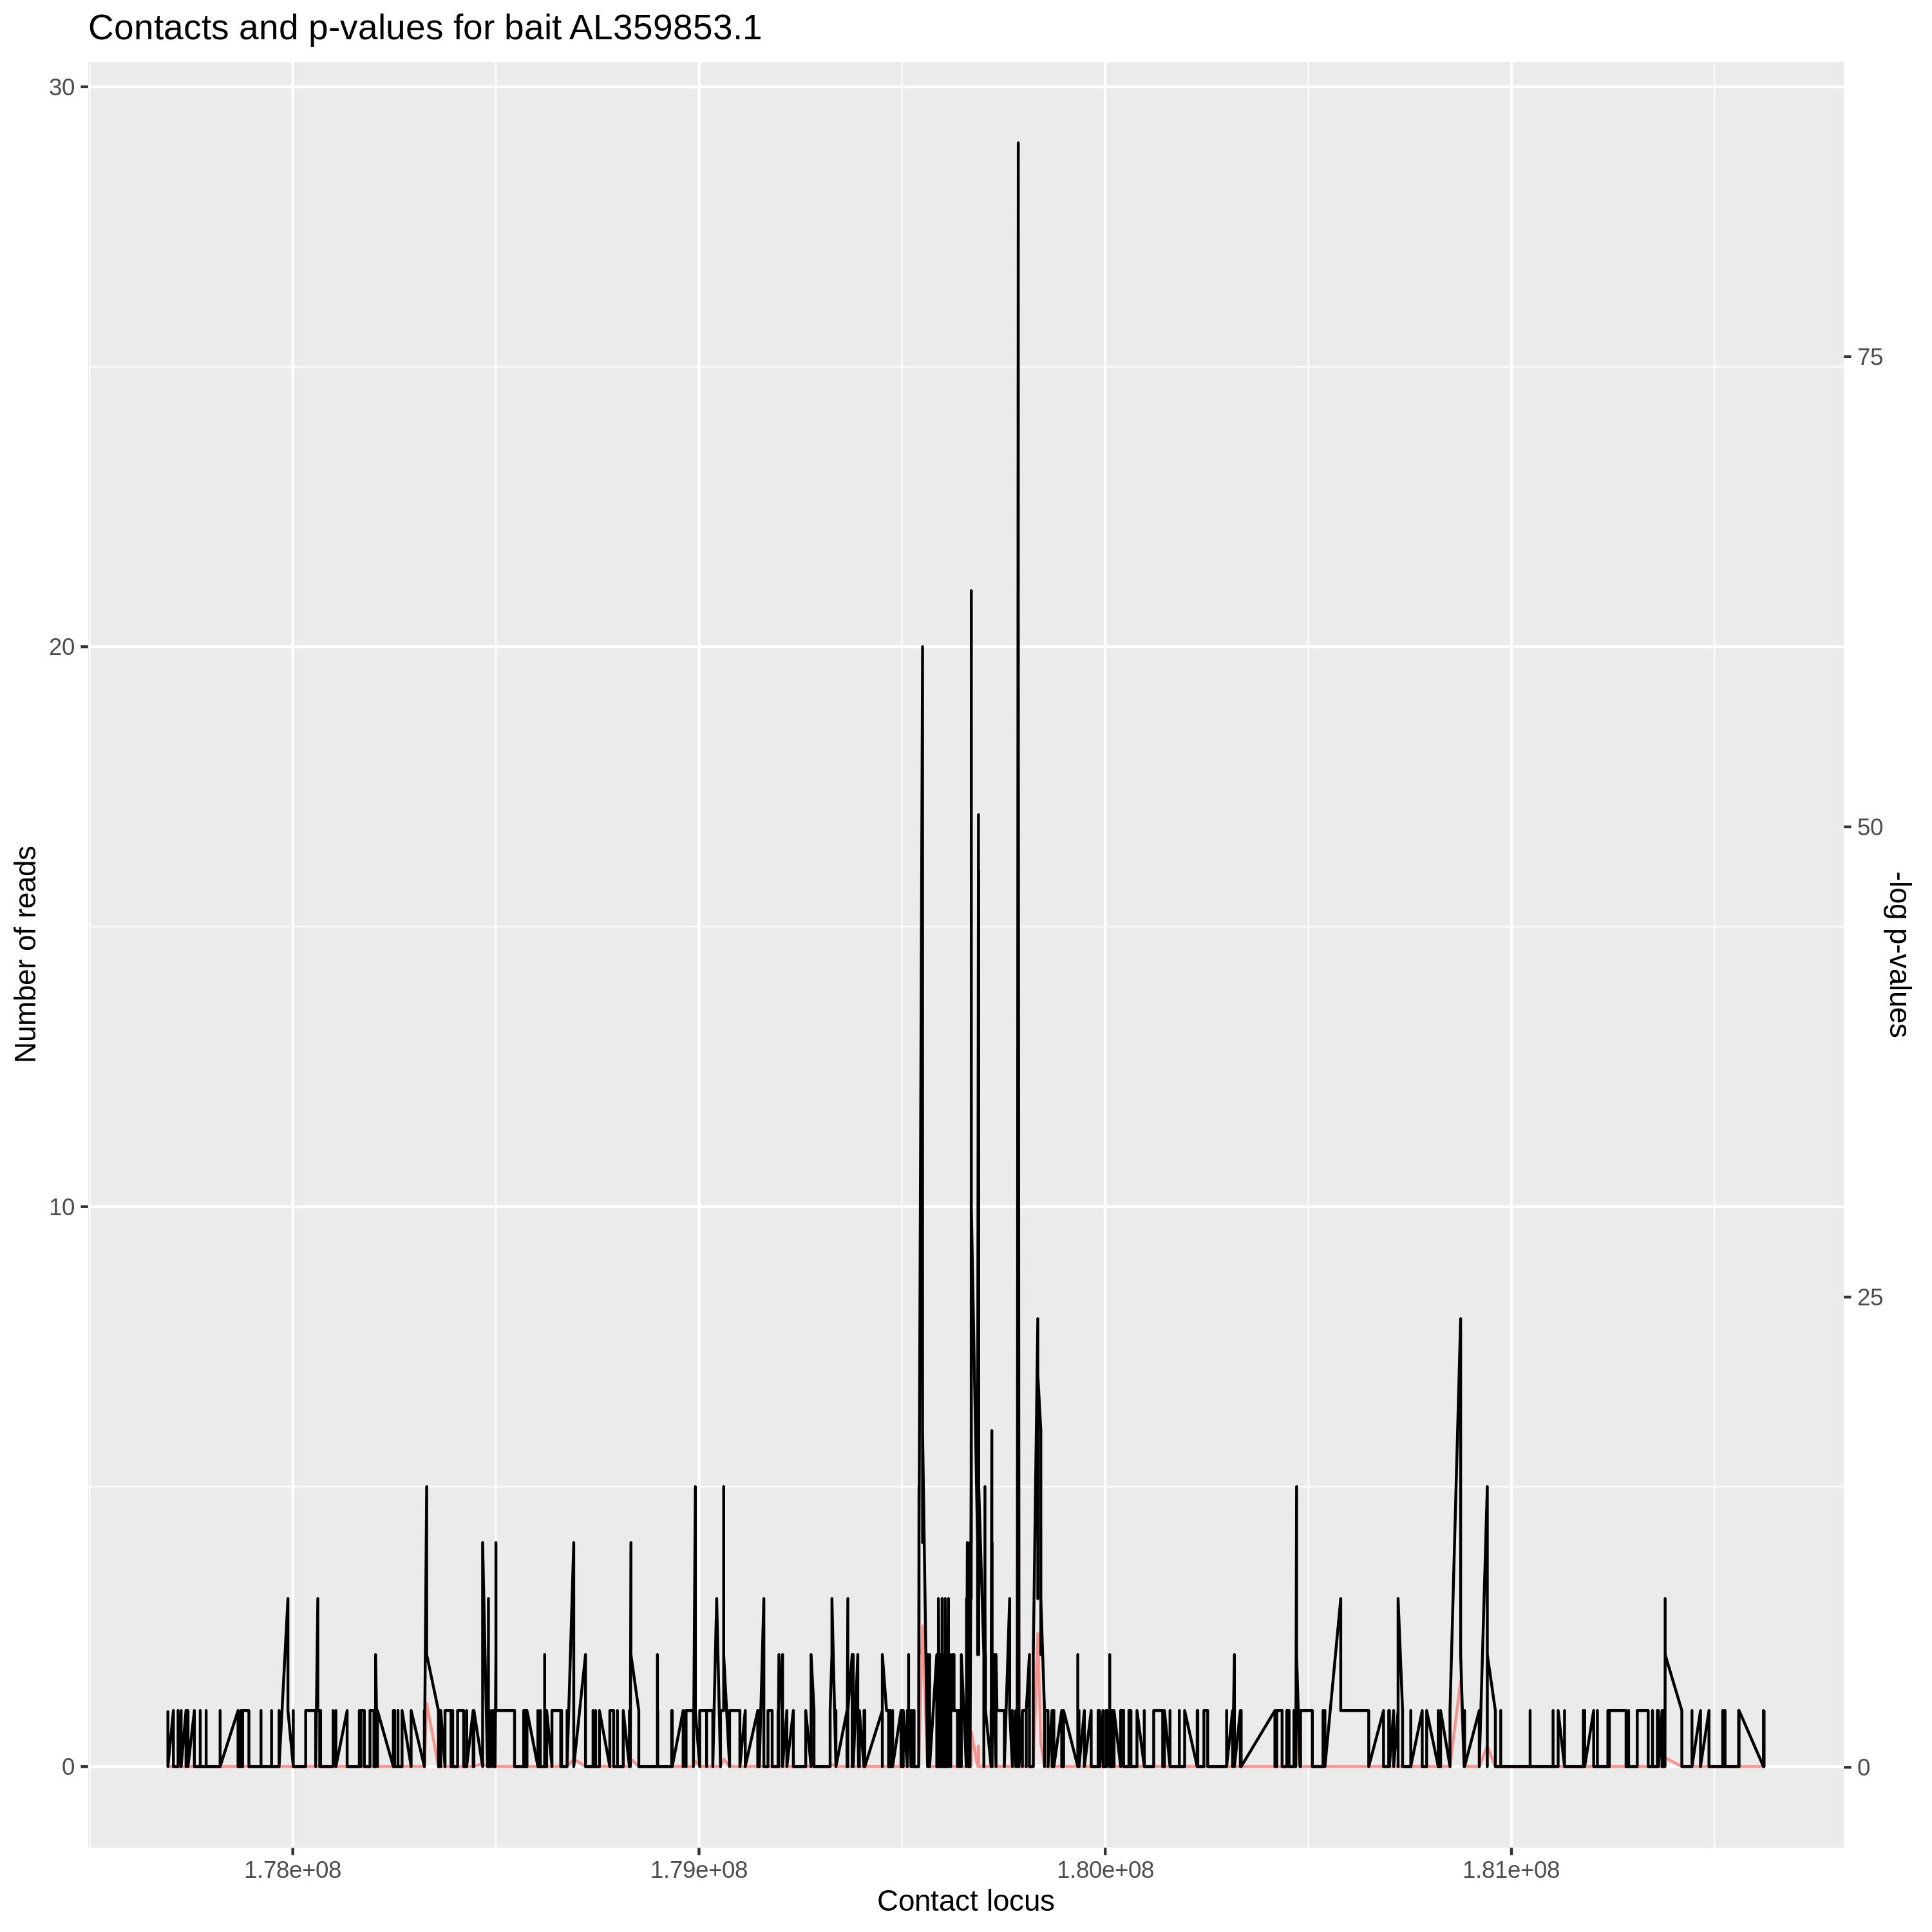 Contacts and p-values for bait AL359853.1
30
20
10
0
Number of reads
75
50
25
0
-log p-values
1.78e+08
1.79e+08
1.80e+08
1.81e+08
Contact locus